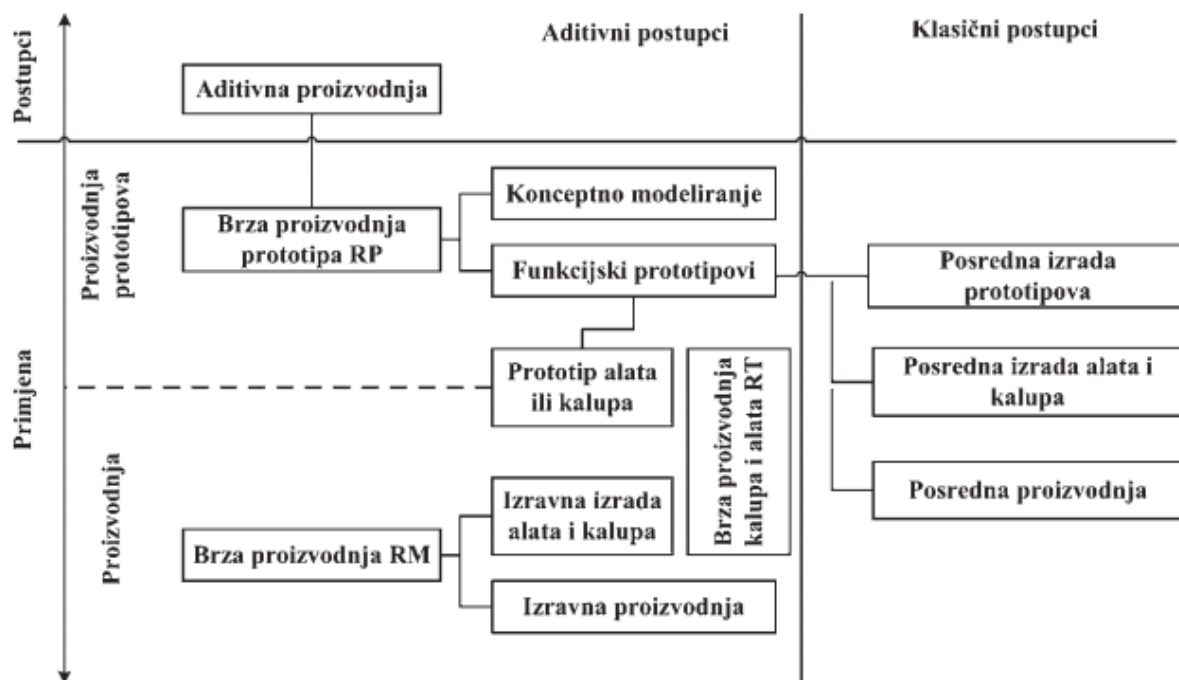 Aditivni postupci
Klasični postupci
Postupci
Aditivna proizvodnja
Primjena
Proizvodnja
prototipova
Brza proizvodnja
prototipa RP
Konceptno modeliranje
Funkcijski prototipovi
Posredna izrada
prototipova
Prototip alata
ili kalupa
Brza proizvodnja
kalupa i alata RT
Posredna izrada alata i
kalupa
Proizvodnja
Brza proizvodnja RM
Izravna izrada
alata i kalupa
Izravna proizvodnja
Posredna proizvodnja